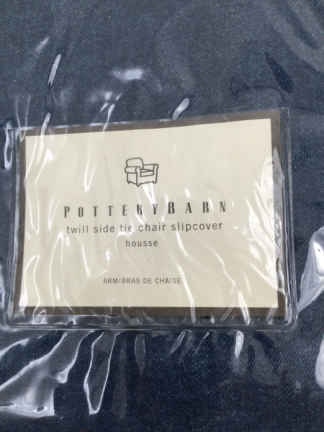 POTTERYBARN
twill side tie chair slipcover
housse
ARM/BRAS DE CHAISE